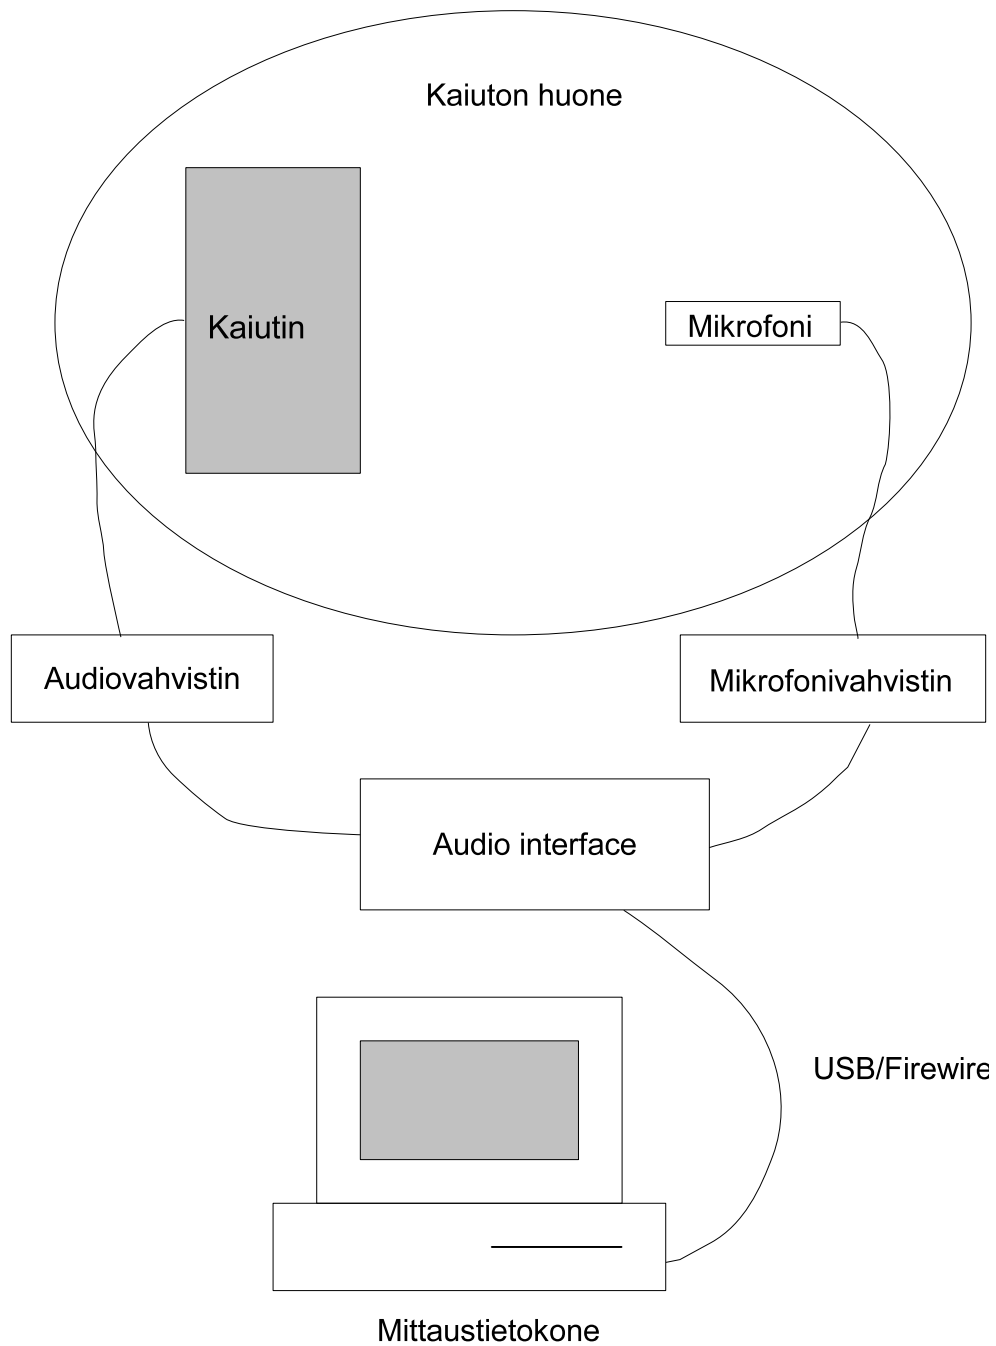 Kaiuton huone
Kaiutin
Mikrofoni
Audiovahvistin
Mikrofonivahvistin
Audio interface
USB/Firewire
Mittaustietokone